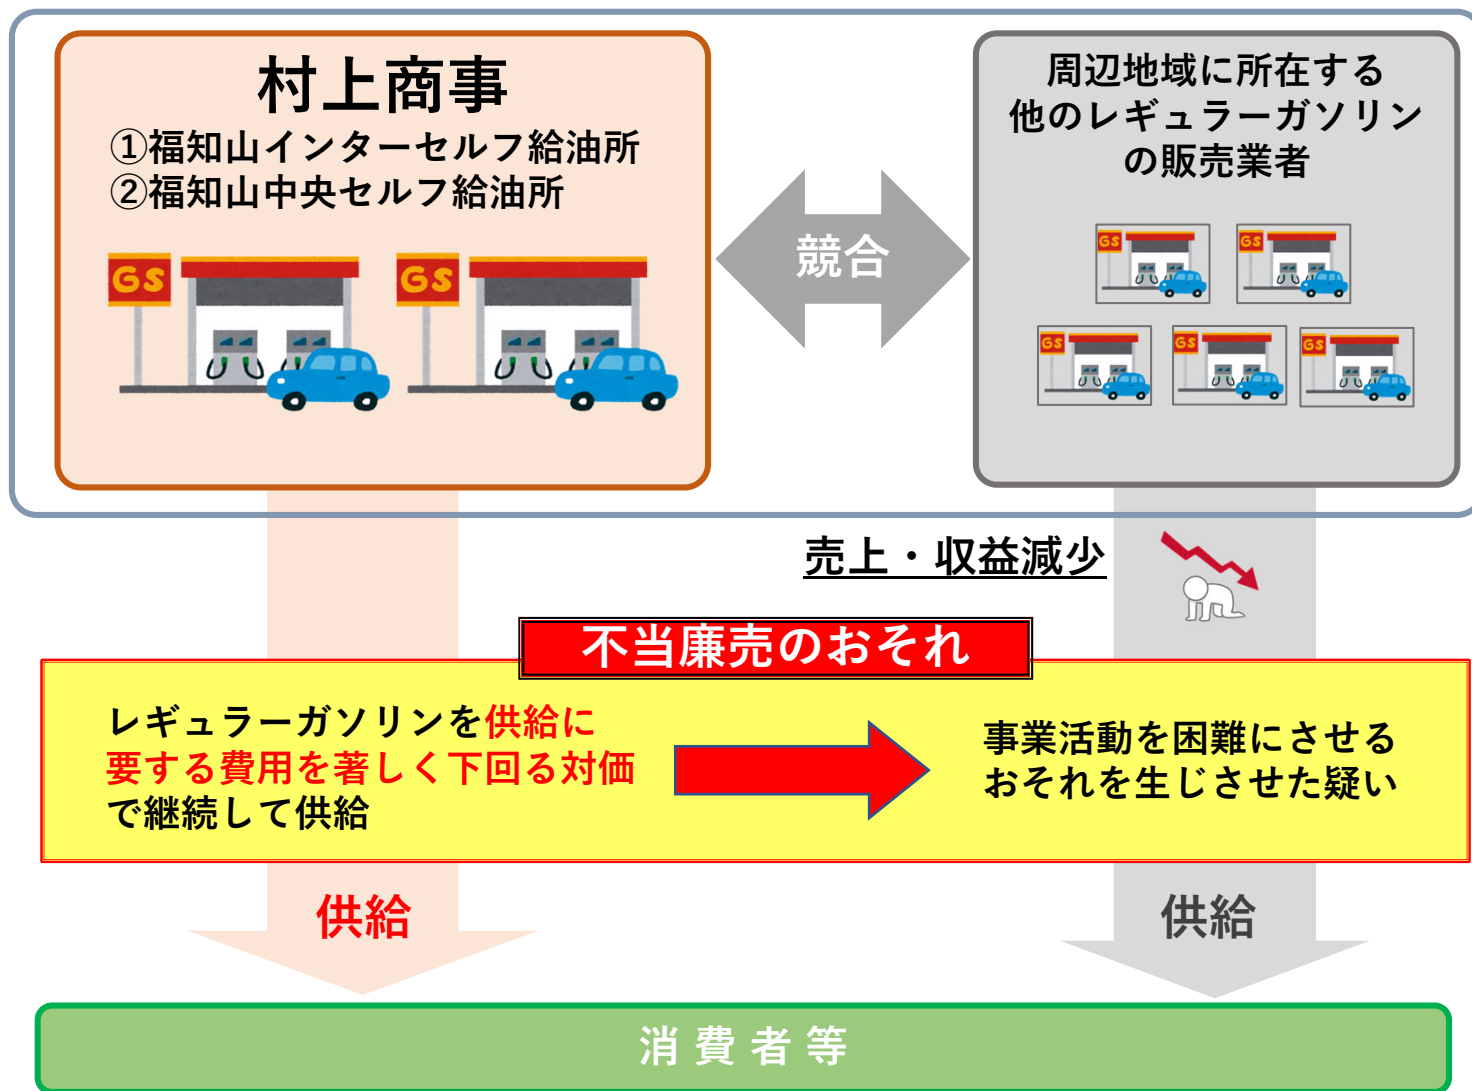 村上商事
①福知山インターセルフ給油所
②福知山中央セルフ給油所
GS
GS
競合
周辺地域に所在する
他のレギュラーガソリン
の販売業者
GS
GS
GS
GS
GS
売上・収益減少
不当廉売のおそれ
レギュラーガソリンを供給に
要する費用を著しく下回る対価
で継続して供給
事業活動を困難にさせる
おそれを生じさせた疑い
供給
供給
消費者等